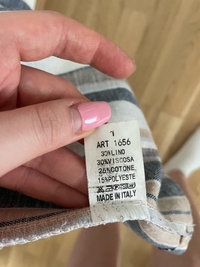 ART 1656
30%LINO
30%VISCOSA
25%COTONE
15%POLYESTE
MADE IN ITALY